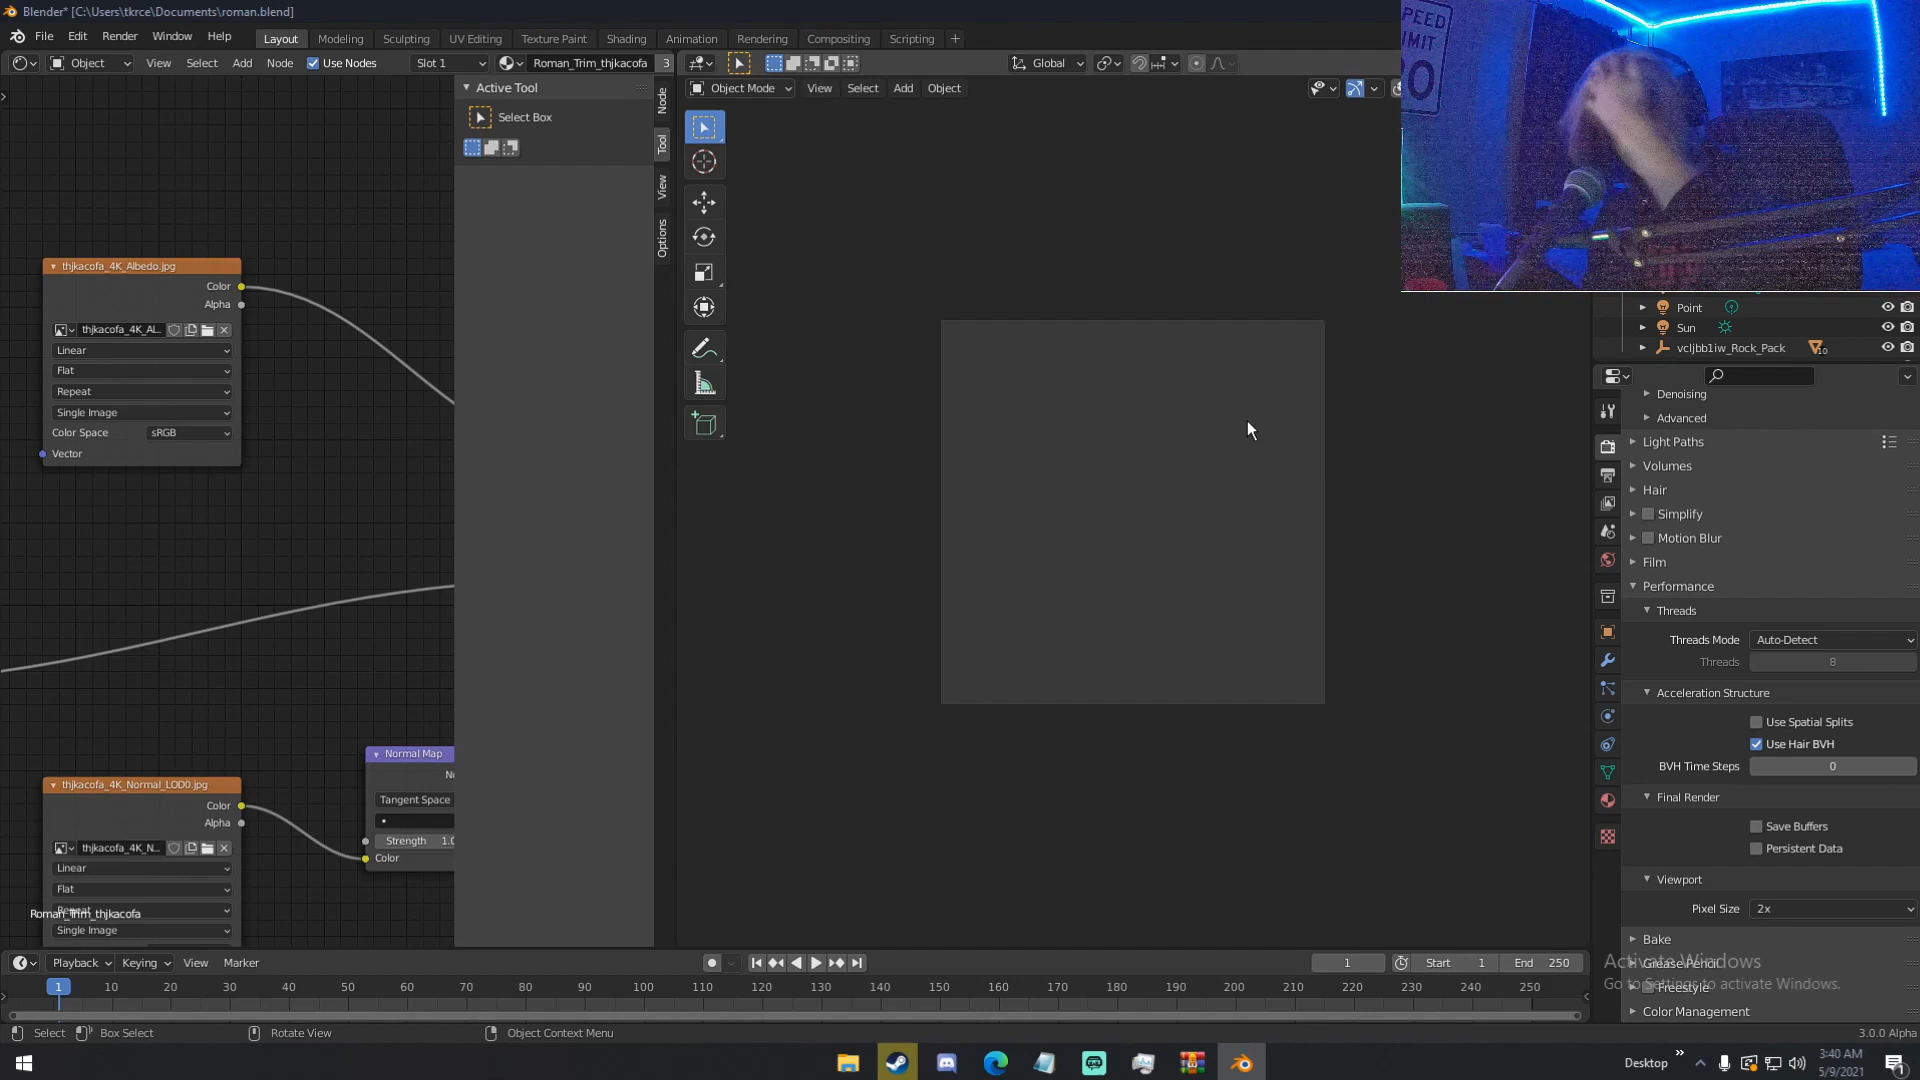 Blender* [C:\Users\tkrce\Documents\roman.blend]
File Edit Render Window Help
Layout Modeling Sculpting UV Editing Texture Paint Shading Animation Rendering Compositing Scripting
Object View Select Add Node Use Nodes Slot 1 Roman_Trim_thjkacofa 3
Global
Active Tool
Select Box
Node
Tool
View
Options
Object Mode View Select Add Object
SPEED
LIMIT
thjkacofa_4K_Albedo.jpg
Color
Alpha
thjkacofa_4K_AL..
Linear
Flat
Repeat
Single Image
Color Space sRGB
Vector
thjkacofa_4K_Normal_LOD0.jpg
Color
Alpha
thjkacofa_4K_N..
Linear
Flat
Repeat
Roman_Trim_thjkacofa
Single Image
Normal Map
Tangent Space
Strength
Color
Point
Sun
vcljbb1iw_Rock_Pack 10
Denoising
Advanced
Light Paths
Volumes
Hair
Simplify
Motion Blur
Film
Performance
Threads
Threads Mode Auto-Detect
Threads 8
Acceleration Structure
Use Spatial Splits
Use Hair BVH
BVH Time Steps 0
Final Render
Save Buffers
Persistent Data
Viewport
Pixel Size 2x
Bake
Grease Pencil
Freestyle
Color Management
Activate Windows
Go to Settings to activate Windows.
Playback Keying View Marker
1 Start 1 End 250
1 10 20 30 40 50 60 70 80 90 100 110 120 130 140 150 160 170 180 190 200 210 220 230 240 250
Select Box Select Rotate View Object Context Menu
3.0.0 Alpha
Desktop
3:40 AM
5/9/2021
1